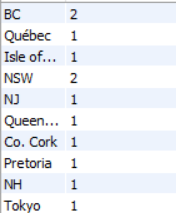 BC 2
Québec 1
Isle of... 1
NSW 2
NJ 1
Queen... 1
Co. Cork 1
Pretoria 1
NH 1
Tokyo 1